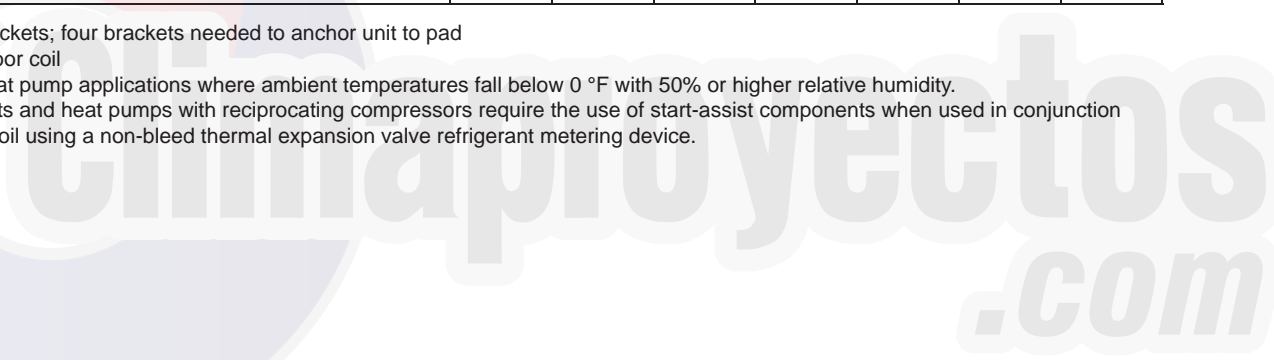 ckets; four brackets needed to anchor unit to pad
oor coil
at pump applications where ambient temperatures fall below 0 °F with 50% or higher relative humidity.
ts and heat pumps with reciprocating compressors require the use of start-assist components when used in conjunction
oil using a non-bleed thermal expansion valve refrigerant metering device.
Climaproyectos
.com